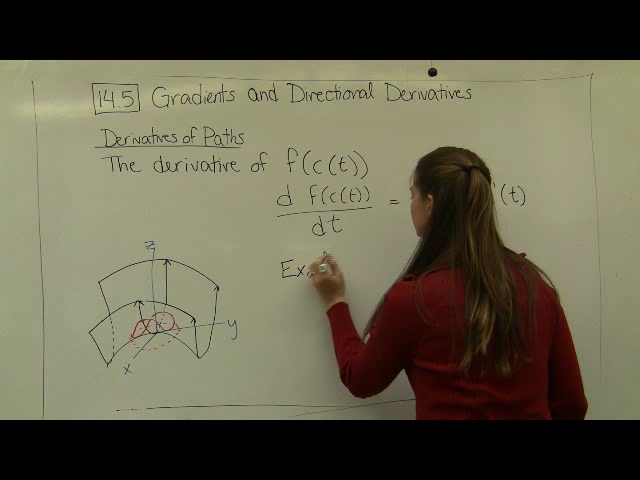 14.5 Gradients and Directional Derivatives
Derivatives of Paths
The derivative of f(c(t))
d f(c(t)) = '(t)
dt
Ex.
z
y
x